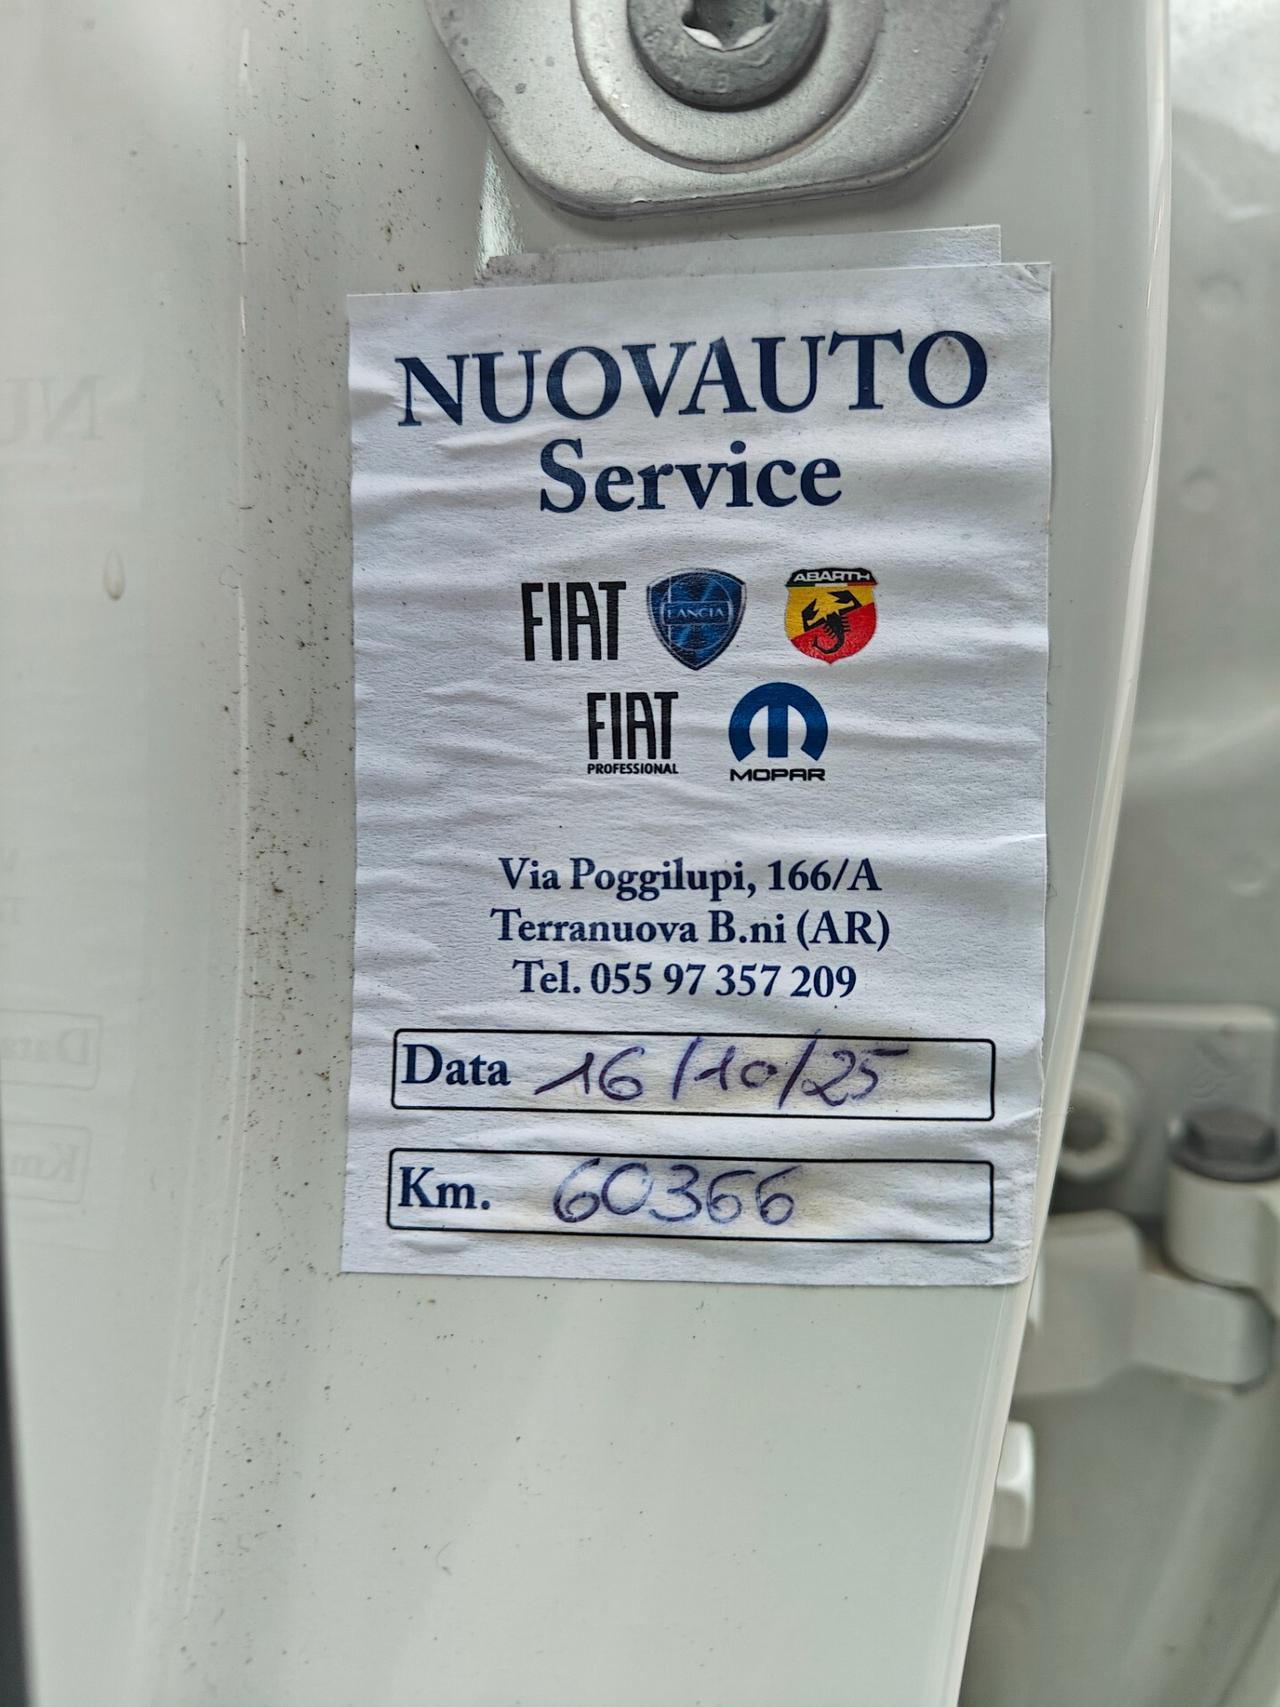 NUOVAUTO
Service
FIAT LANCIA ABARTH
FIAT
PROFESSIONAL
MOPAR
Via Poggilupi, 166/A
Terranuova B.ni (AR)
Tel. 055 97 357 209
Data 16/10/25
Km. 60366